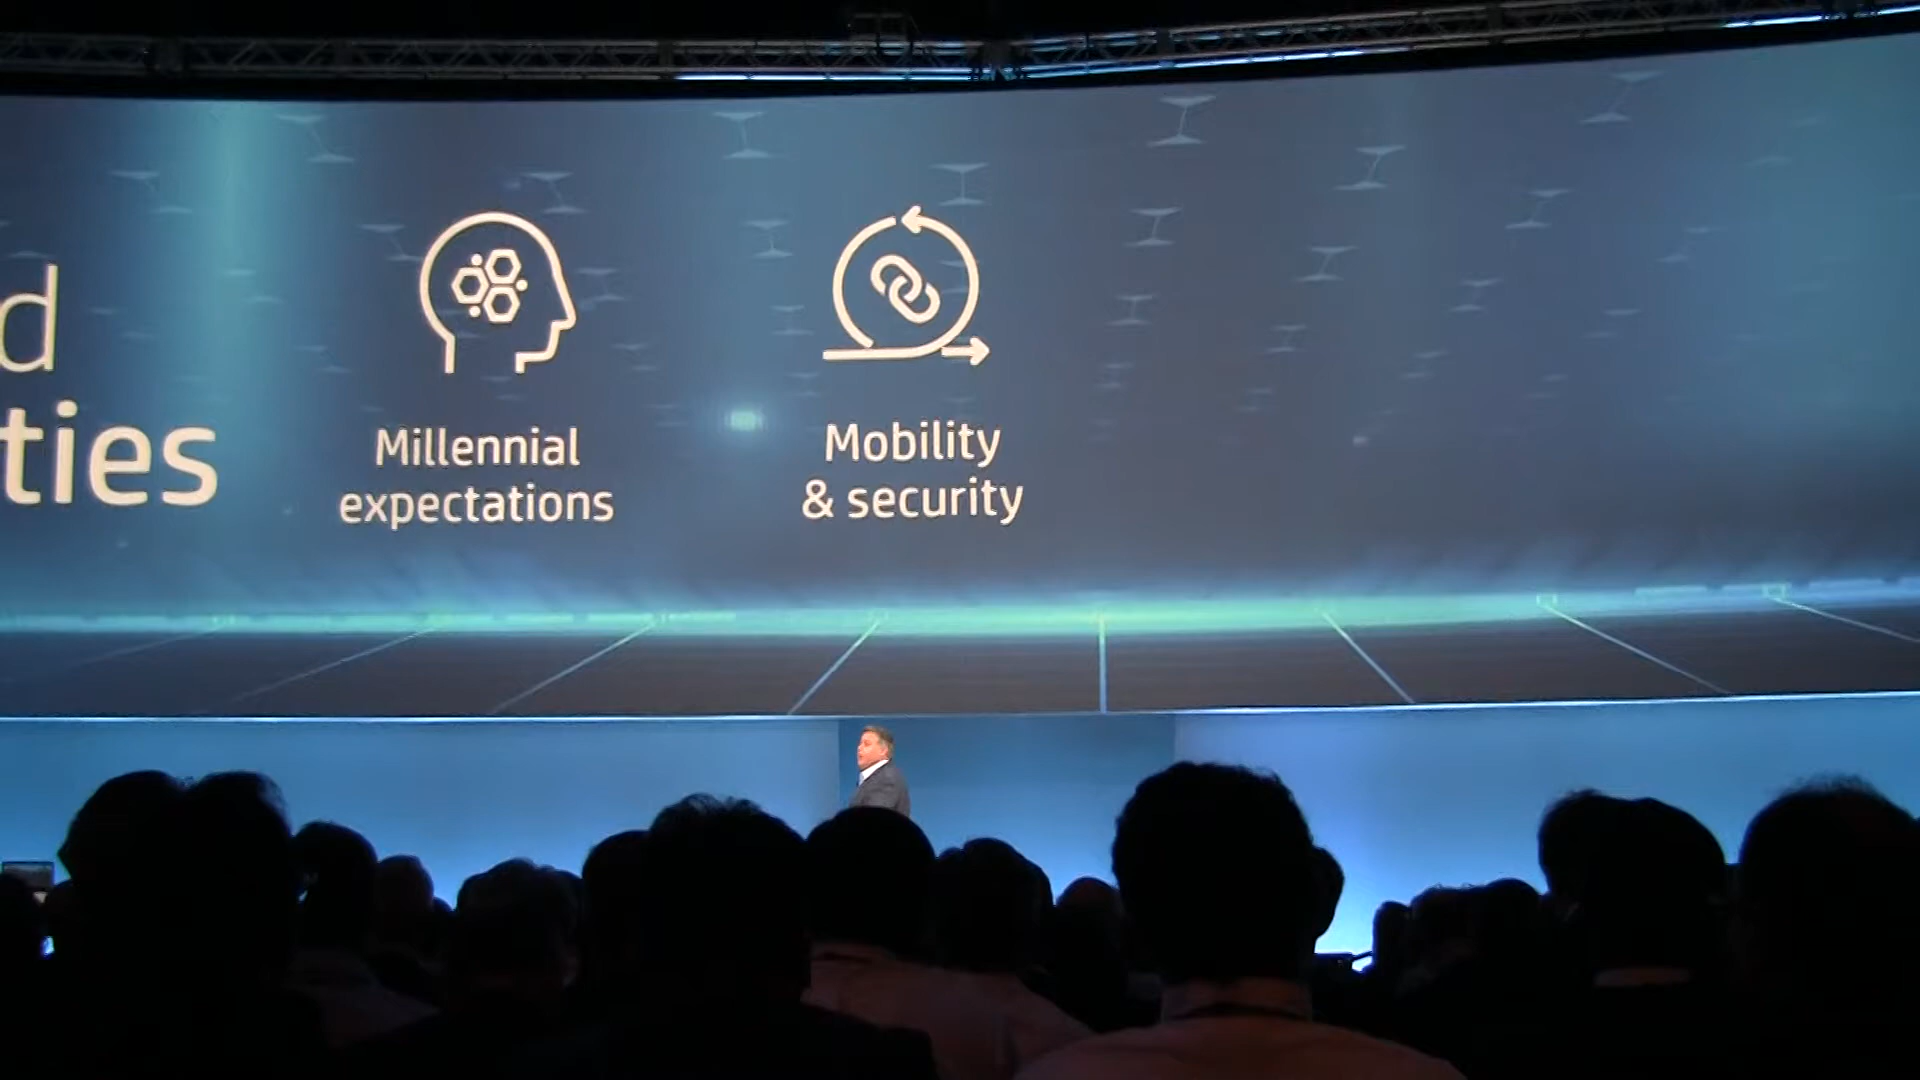 d
ties
Millennial
expectations
Mobility
& security